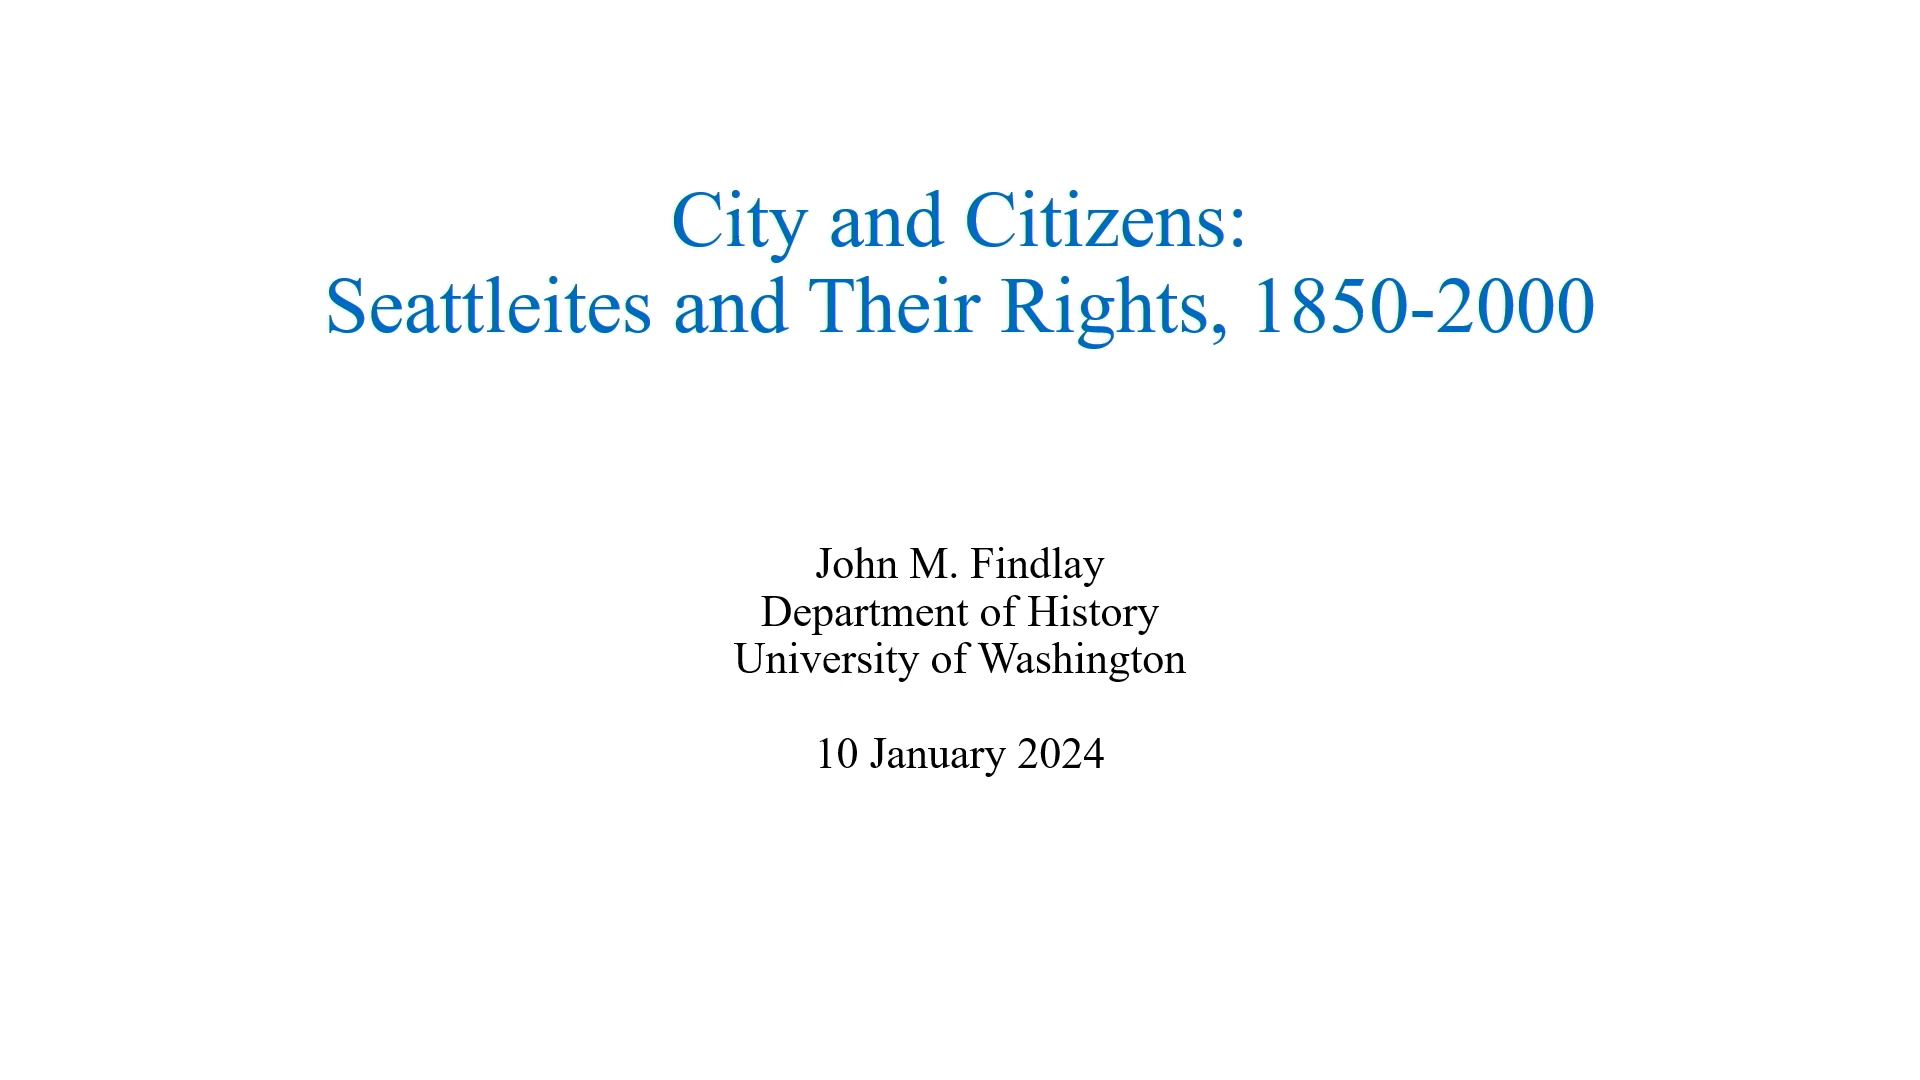 City and Citizens:
Seattleites and Their Rights, 1850-2000
John M. Findlay
Department of History
University of Washington
10 January 2024